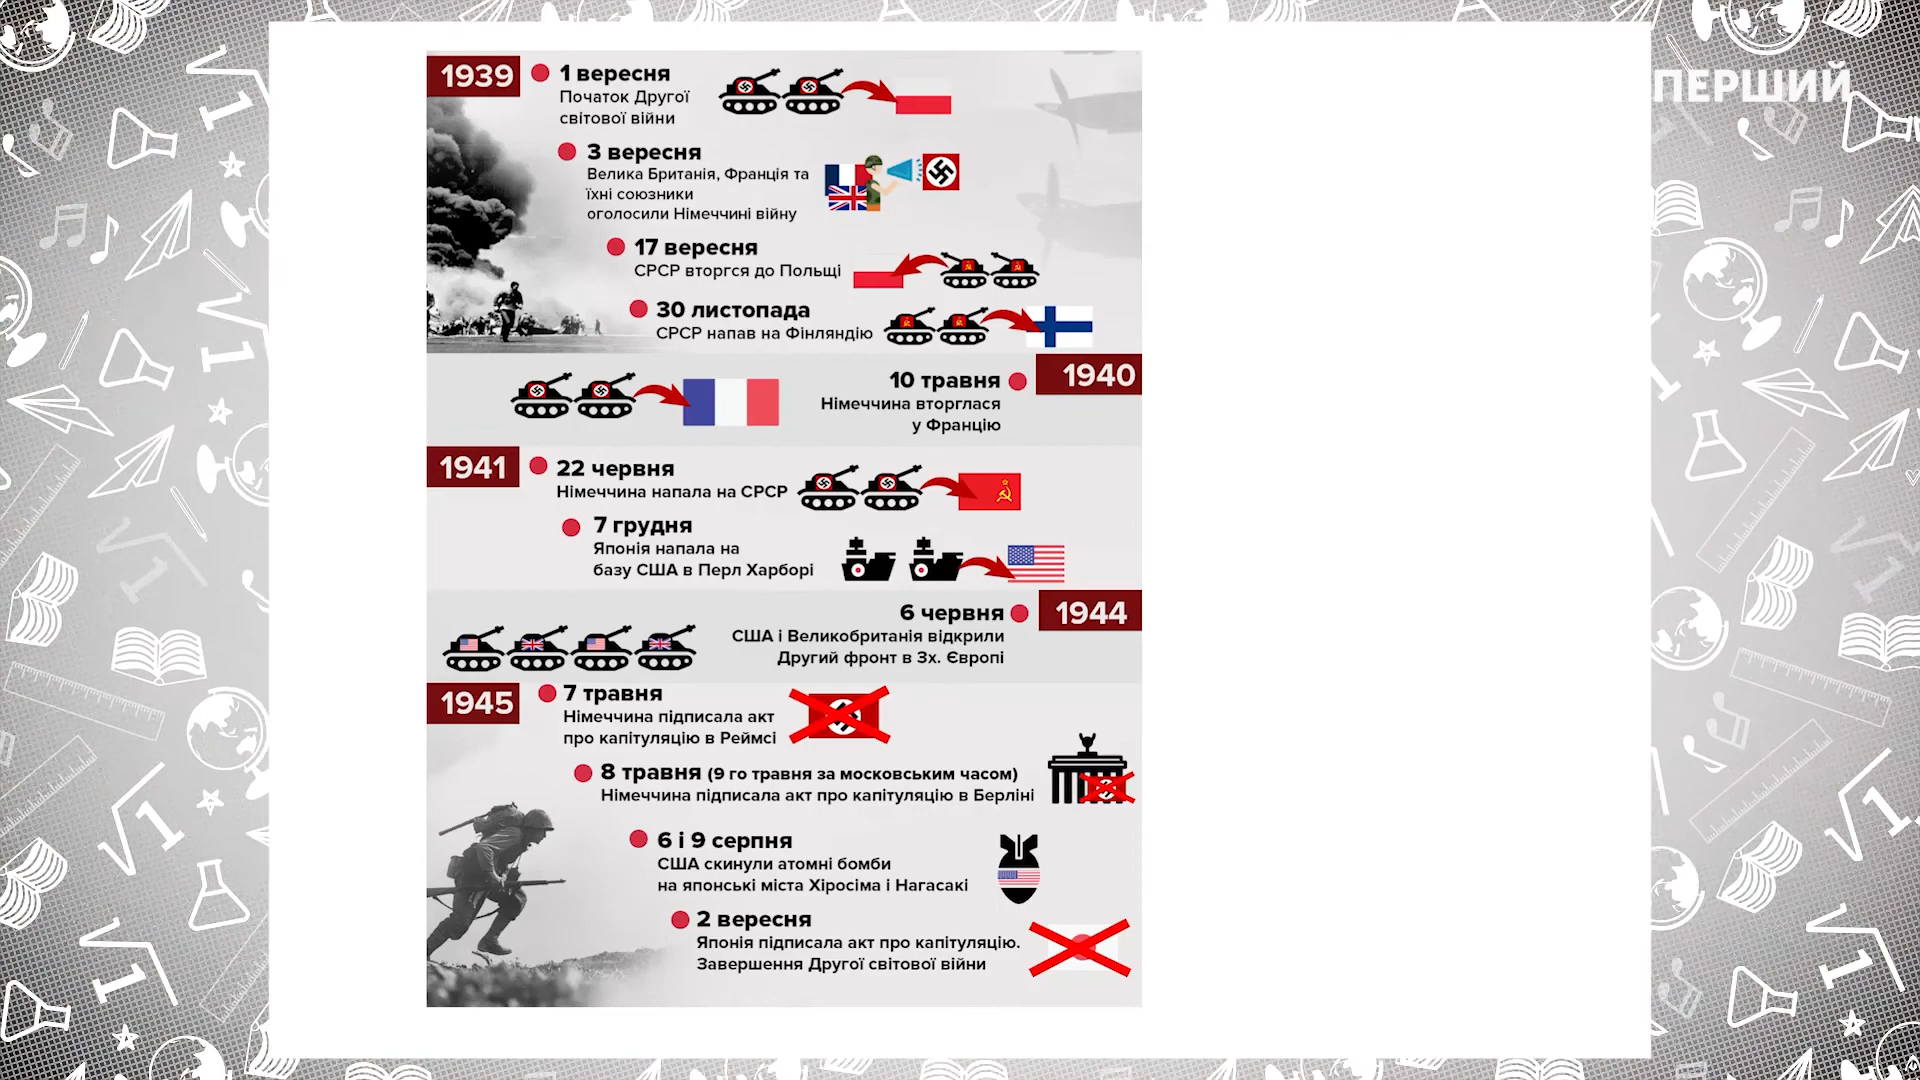 ПЕРШИЙ
1939
1 вересня
Початок Другої
світової війни
3 вересня
Велика Британія, Франція та
їхні союзники
оголосили Німеччині війну
17 вересня
СРСР вторгся до Польщі
30 листопада
СРСР напав на Фінляндію
1940
10 травня
Німеччина вторглася
у Францію
1941
22 червня
Німеччина напала на СРСР
7 грудня
Японія напала на
базу США в Перл Харборі
1944
6 червня
США і Великобританія відкрили
Другий фронт в Зх. Європі
1945
7 травня
Німеччина підписала акт
про капітуляцію в Реймсі
8 травня (9 го травня за московським часом)
Німеччина підписала акт про капітуляцію в Берліні
6 і 9 серпня
США скинули атомні бомби
на японські міста Хіросіма і Нагасакі
2 вересня
Японія підписала акт про капітуляцію.
Завершення Другої світової війни